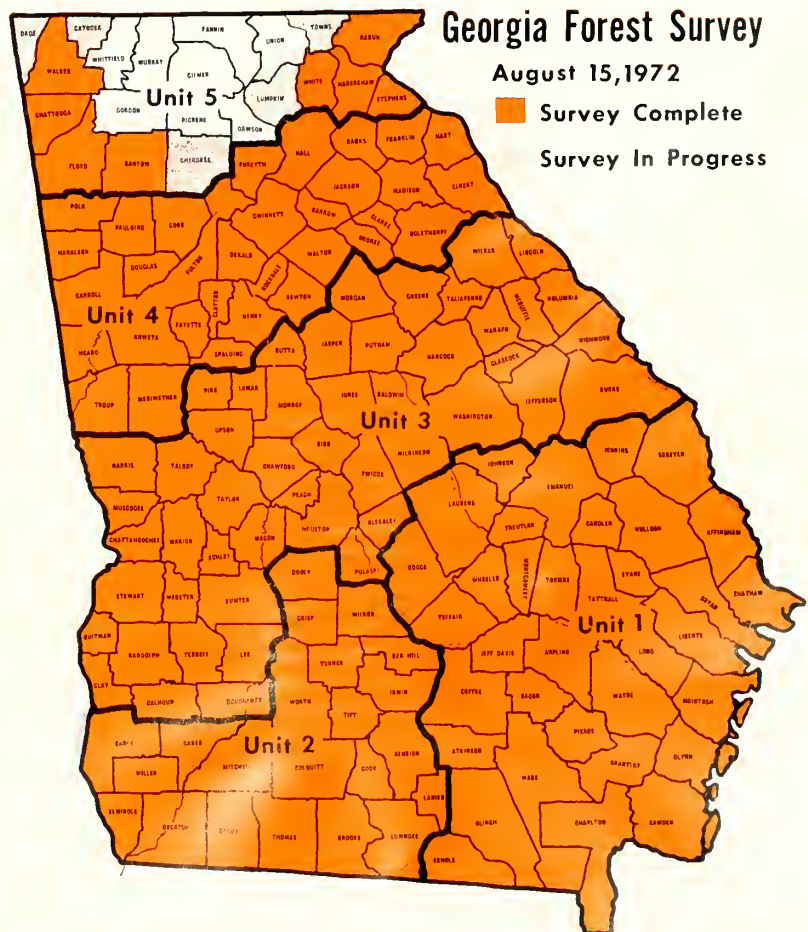 Georgia Forest Survey
August 15,1972
Survey Complete
Survey In Progress
DADE
CATOOSA
FANNIN
TOWNS
UNION
RABUN
WHITFIELD
MURRAY
GILMER
WALKER
WHITE
HABERSHAM
Unit 5
LUMPKIN
STEPHENS
CHATTOOGA
GORDON
PICKENS
DAWSON
FLOYD
BARTOW
CHEROKEE
FORSYTH
HALL
BANKS
FRANKLIN
HART
JACKSON
MADISON
ELBERT
POLK
PAULDING
COBB
GWINNETT
BARROW
CLARKE
OCONEE
OGLETHORPE
HARALSON
DOUGLAS
FULTON
DEKALB
ROCKDALE
WALTON
WILKES
LINCOLN
CARROLL
CLAYTON
HENRY
NEWTON
MORGAN
GREENE
TALIAFERRO
MCDUFFIE
COLUMBIA
Unit 4
FAYETTE
COWETA
HEARD
SPALDING
BUTTS
JASPER
PUTNAM
HANCOCK
WARREN
GLASCOCK
RICHMOND
TROUP
MERIWETHER
PIKE
LAMAR
MONROE
JONES
BALDWIN
WASHINGTON
JEFFERSON
BURKE
Unit 3
UPSON
BIBB
WILKINSON
JENKINS
SCREVEN
HARRIS
TALBOT
CRAWFORD
TWIGGS
JOHNSON
EMANUEL
TAYLOR
PEACH
LAURENS
MUSCOGEE
CHATTAHOOCHEE
MARION
SCHLEY
MACON
HOUSTON
BLECKLEY
TREUTLEN
CANDLER
BULLOCH
EFFINGHAM
PULASKI
DODGE
STEWART
WEBSTER
SUMTER
DOOLY
WHEELER
MONTGOMERY
TOOMBS
EVANS
TATTNALL
BRYAN
CHATHAM
CRISP
WILCOX
TELFAIR
Unit 1
LIBERTY
QUITMAN
RANDOLPH
TERRELL
LEE
TURNER
BEN HILL
JEFF DAVIS
APPLING
LONG
CLAY
CALHOUN
DOUGHERTY
WORTH
IRWIN
COFFEE
BACON
WAYNE
MCINTOSH
TIFT
Unit 2
EARLY
BAKER
MILLER
MITCHELL
COLQUITT
COOK
BERRIEN
ATKINSON
PIERCE
BRANTLEY
GLYNN
WARE
LANIER
SEMINOLE
DECATUR
GRADY
THOMAS
BROOKS
LOWNDES
CLINCH
CHARLTON
CAMDEN
ECHOLS